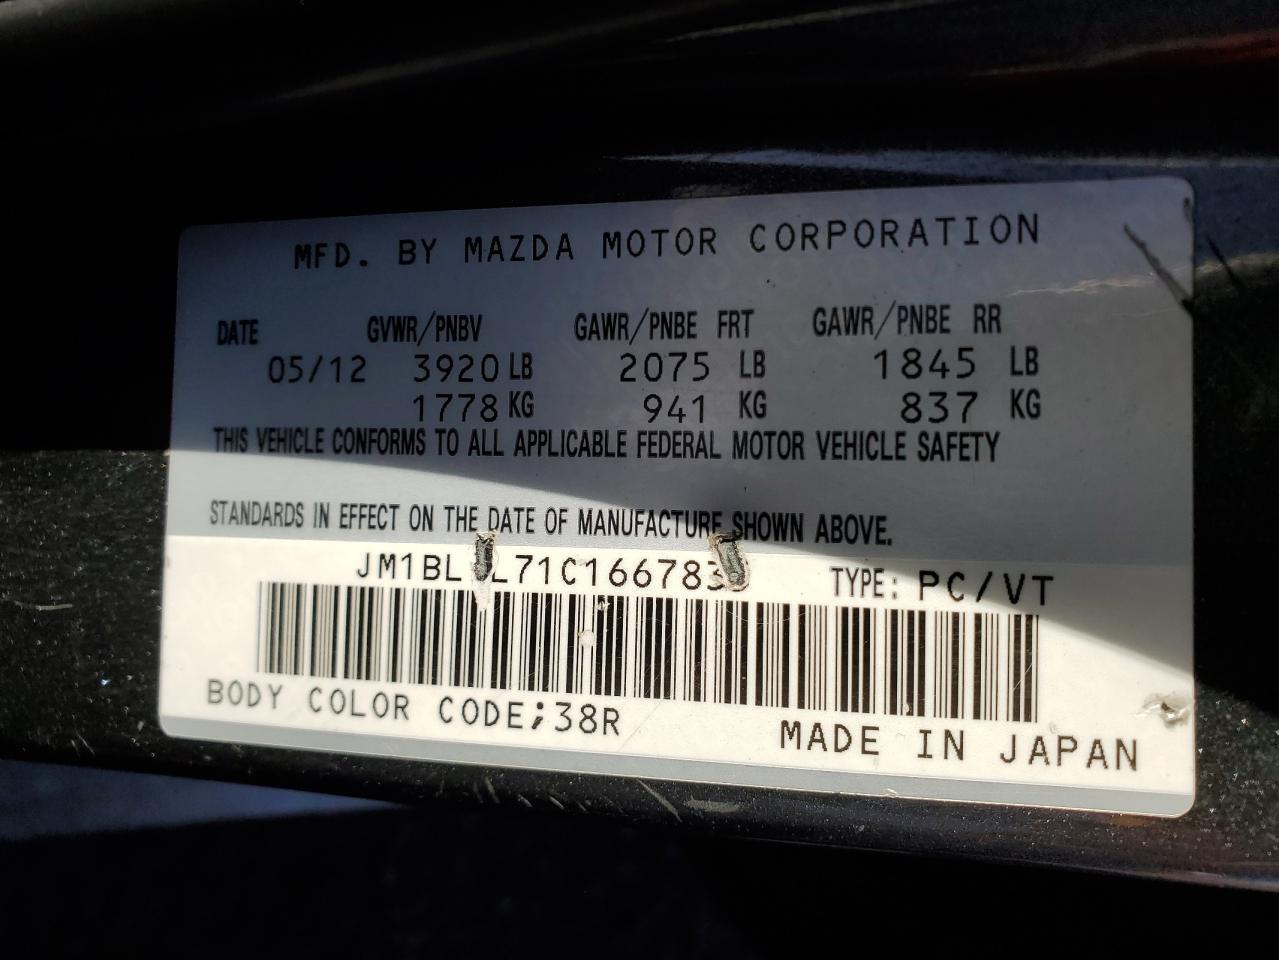 MFD. BY MAZDA MOTOR CORPORATION
DATE GVWR/PNBV GAWR/PNBE FRT GAWR/PNBE RR
05/12 3920 LB 2075 LB 1845 LB
1778 KG 941 KG 837 KG
THIS VEHICLE CONFORMS TO ALL APPLICABLE FEDERAL MOTOR VEHICLE SAFETY
STANDARDS IN EFFECT ON THE DATE OF MANUFACTURE SHOWN ABOVE.
TYPE: PC/VT
BODY COLOR CODE;38R
MADE IN JAPAN